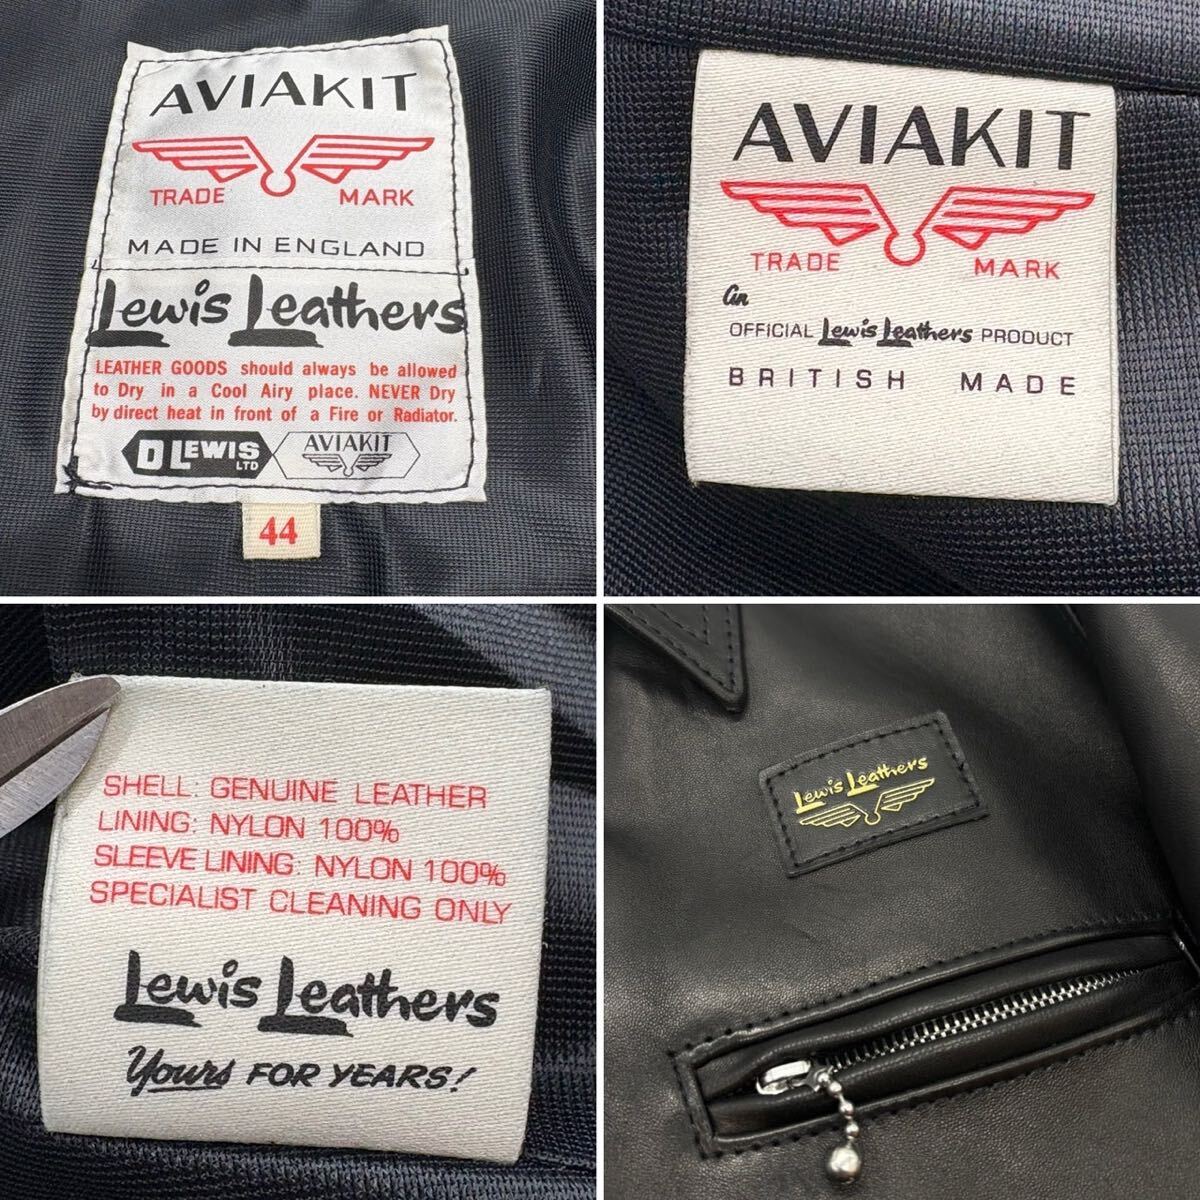 AVIAKIT
TRADE MARK
MADE IN ENGLAND
Lewis Leathers
LEATHER GOODS should always be allowed
to Dry in a Cool Airy place. NEVER Dry
by direct heat in front of a Fire or Radiator.
D LEWIS LTD
AVIAKIT
44
AVIAKIT
TRADE MARK
an
OFFICIAL Lewis Leathers PRODUCT
BRITISH MADE
SHELL: GENUINE LEATHER
LINING: NYLON 100%
SLEEVE LINING: NYLON 100%
SPECIALIST CLEANING ONLY
Lewis Leathers
Yours FOR YEARS!
Lewis Leathers